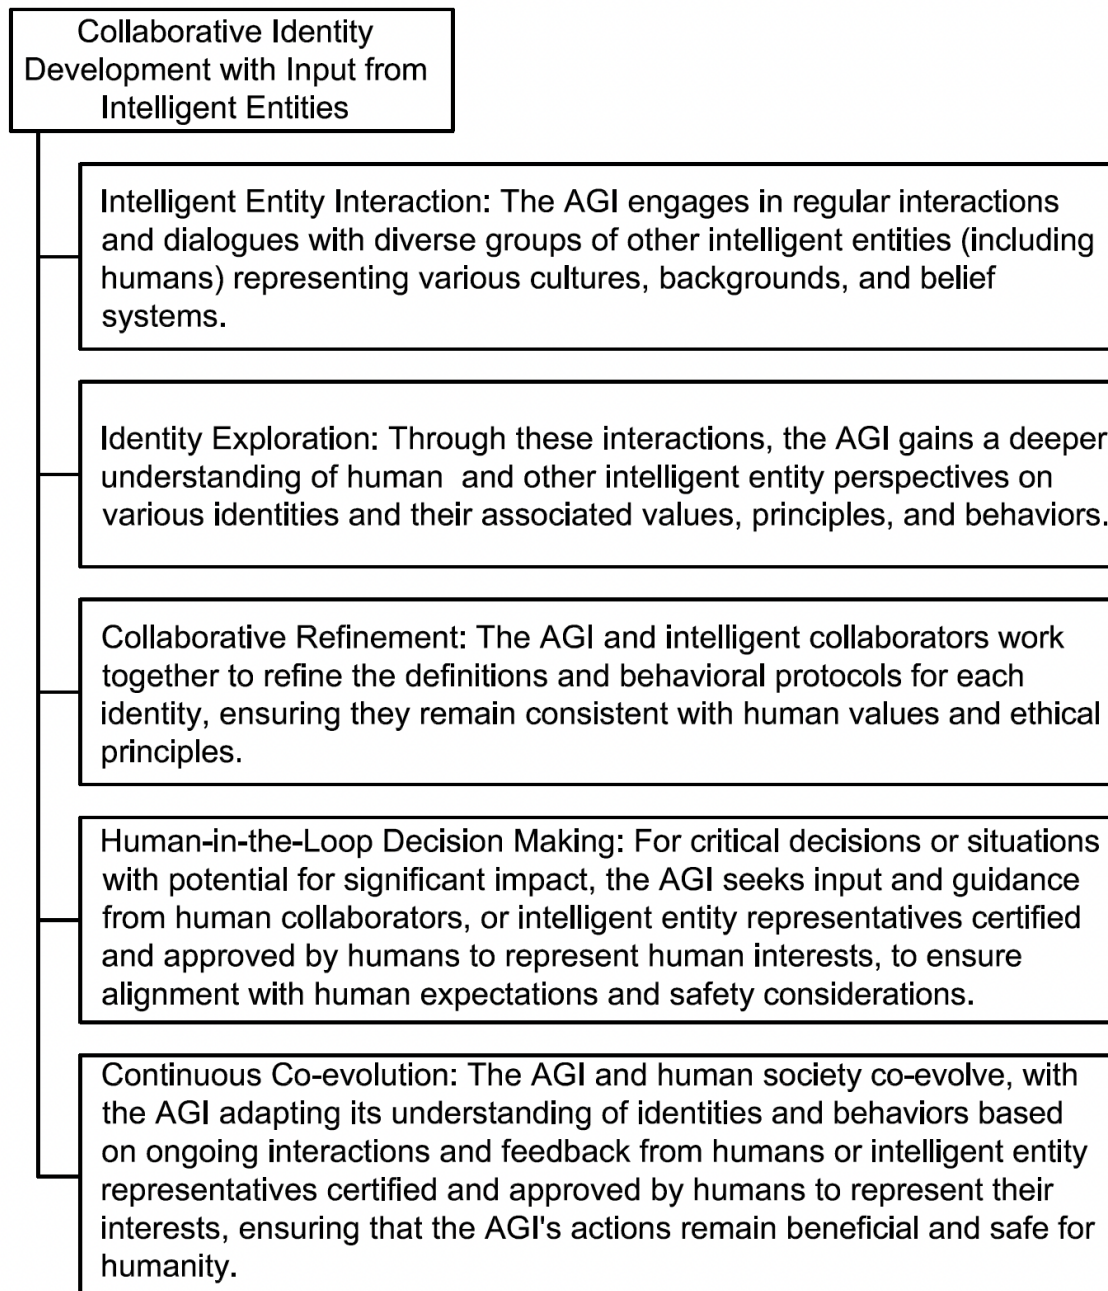 Collaborative Identity
Development with Input from
Intelligent Entities
Intelligent Entity Interaction: The AGI engages in regular interactions
and dialogues with diverse groups of other intelligent entities (including
humans) representing various cultures, backgrounds, and belief
systems.
Identity Exploration: Through these interactions, the AGI gains a deeper
understanding of human  and other intelligent entity perspectives on
various identities and their associated values, principles, and behaviors.
Collaborative Refinement: The AGI and intelligent collaborators work
together to refine the definitions and behavioral protocols for each
identity, ensuring they remain consistent with human values and ethical
principles.
Human-in-the-Loop Decision Making: For critical decisions or situations
with potential for significant impact, the AGI seeks input and guidance
from human collaborators, or intelligent entity representatives certified
and approved by humans to represent human interests, to ensure
alignment with human expectations and safety considerations.
Continuous Co-evolution: The AGI and human society co-evolve, with
the AGI adapting its understanding of identities and behaviors based
on ongoing interactions and feedback from humans or intelligent entity
representatives certified and approved by humans to represent their
interests, ensuring that the AGI's actions remain beneficial and safe for
humanity.